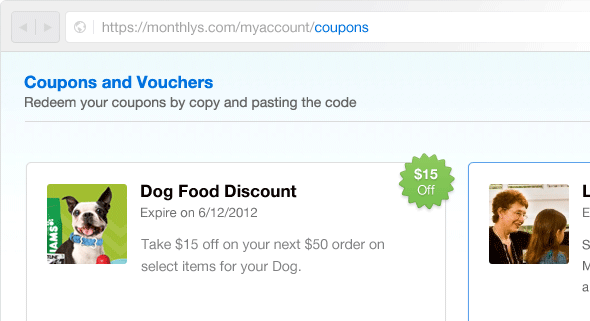 https://monthlys.com/myaccount/coupons
Coupons and Vouchers
Redeem your coupons by copy and pasting the code
$15
Off
Dog Food Discount
Expire on 6/12/2012
Take $15 off on your next $50 order on
select items for your Dog.
IAMS
L
E
S
M
a